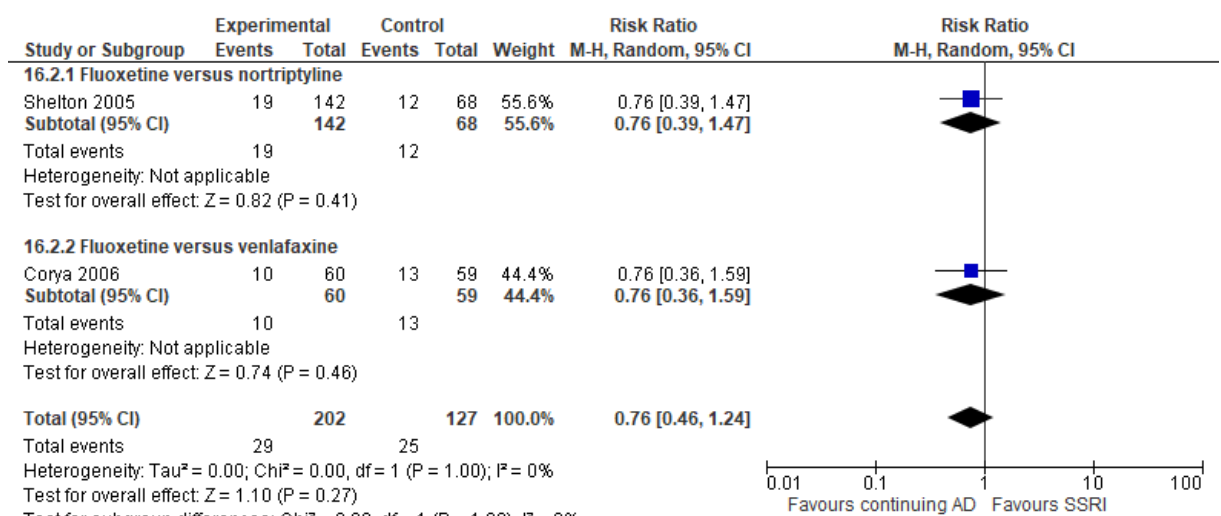 Experimental Control Risk Ratio Risk Ratio
Study or Subgroup Events Total Events Total Weight M-H, Random, 95% CI M-H, Random, 95% CI
16.2.1 Fluoxetine versus nortriptyline
Shelton 2005 19 142 12 68 55.6% 0.76 [0.39, 1.47]
Subtotal (95% CI) 142 68 55.6% 0.76 [0.39, 1.47]
Total events 19 12
Heterogeneity: Not applicable
Test for overall effect: Z = 0.82 (P = 0.41)
16.2.2 Fluoxetine versus venlafaxine
Corya 2006 10 60 13 59 44.4% 0.76 [0.36, 1.59]
Subtotal (95% CI) 60 59 44.4% 0.76 [0.36, 1.59]
Total events 10 13
Heterogeneity: Not applicable
Test for overall effect: Z = 0.74 (P = 0.46)
Total (95% CI) 202 127 100.0% 0.76 [0.46, 1.24]
Total events 29 25
Heterogeneity: Tau² = 0.00; Chi² = 0.00, df = 1 (P = 1.00); I² = 0%
Test for overall effect: Z = 1.10 (P = 0.27)
0.01 0.1 1 10 100
Favours continuing AD Favours SSRI